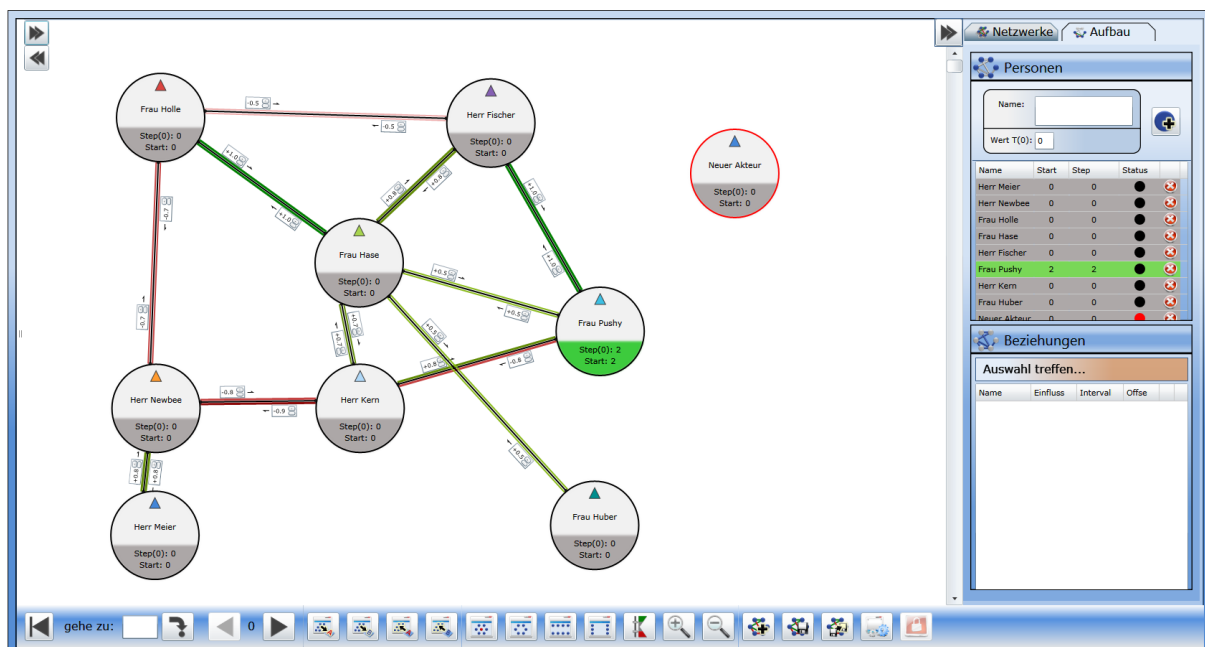 Netzwerke
Aufbau
Personen
Name:
Wert T(0): 0
Name Start Step Status
Herr Meier 0 0
Herr Newbee 0 0
Frau Holle 0 0
Frau Hase 0 0
Herr Fischer 0 0
Frau Pushy 2 2
Herr Kern 0 0
Frau Huber 0 0
Neuer Akteur 0 0
Beziehungen
Auswahl treffen...
Name Einfluss Interval Offse
Frau Holle
Step(0): 0
Start: 0
-0.5
-0.5
Herr Fischer
Step(0): 0
Start: 0
Neuer Akteur
Step(0): 0
Start: 0
+1.0
+1.0
+0.8
+0.8
+1.0
+1.0
-0.7
-0.7
Frau Hase
Step(0): 0
Start: 0
+0.5
+0.5
Frau Pushy
Step(0): 2
Start: 2
+0.7
+0.7
+0.5
+0.5
+0.8
-0.8
Herr Newbee
Step(0): 0
Start: 0
-0.9
Herr Kern
Step(0): 0
Start: 0
+0.8
+0.8
Herr Meier
Step(0): 0
Start: 0
Frau Huber
Step(0): 0
Start: 0
gehe zu:
0